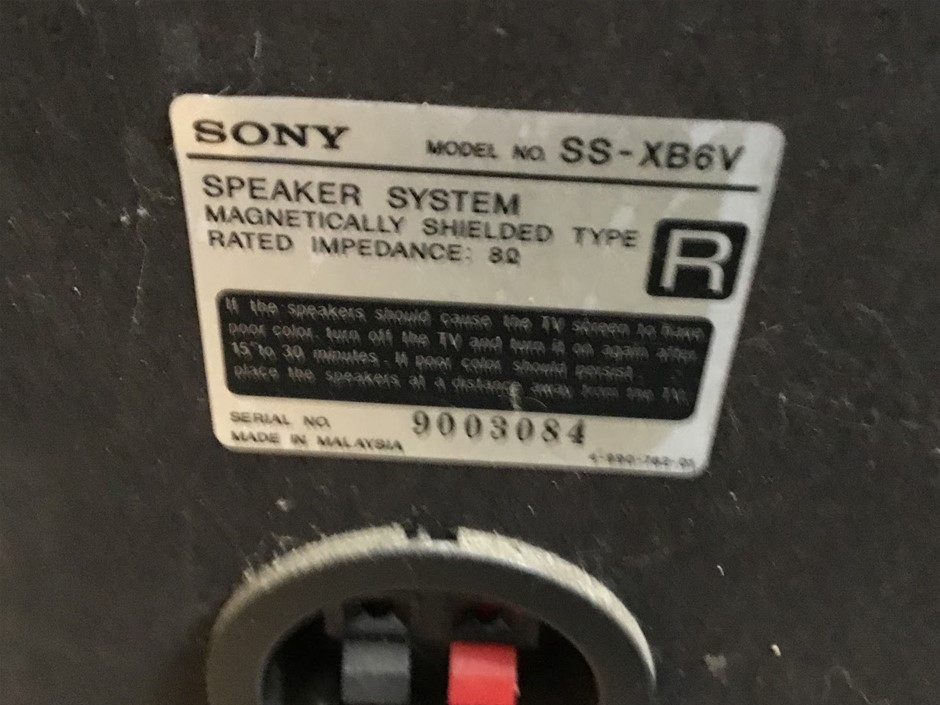 SONY MODEL NO. SS-XB6V
SPEAKER SYSTEM
MAGNETICALLY SHIELDED TYPE
RATED IMPEDANCE: 8Ω
R
If the speakers should cause the TV screen to have
poor color, turn off the TV and turn it on again after
15 to 30 minutes. If poor color should persist,
place the speakers at a distance away from the TV.
SERIAL NO. 9003084
MADE IN MALAYSIA